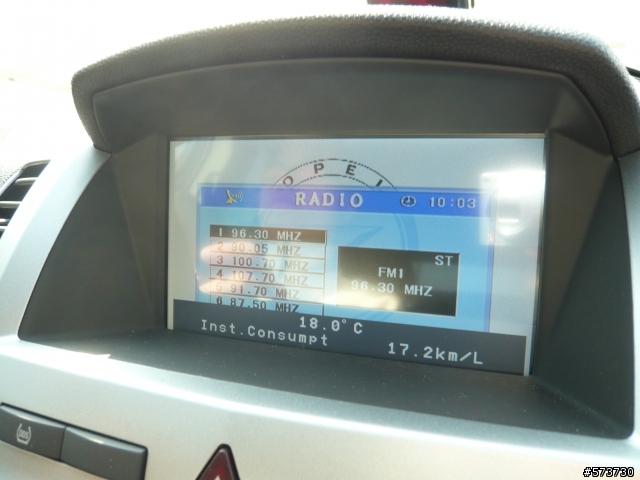 OPEL
RADIO 10:03
1 96.30 MHZ
2 90.05 MHZ
3 100.70 MHZ
4 107.70 MHZ
5 91.70 MHZ
6 87.50 MHZ
ST
FM1
96.30 MHZ
18.0°C
Inst.Consumpt 17.2km/L
#573730